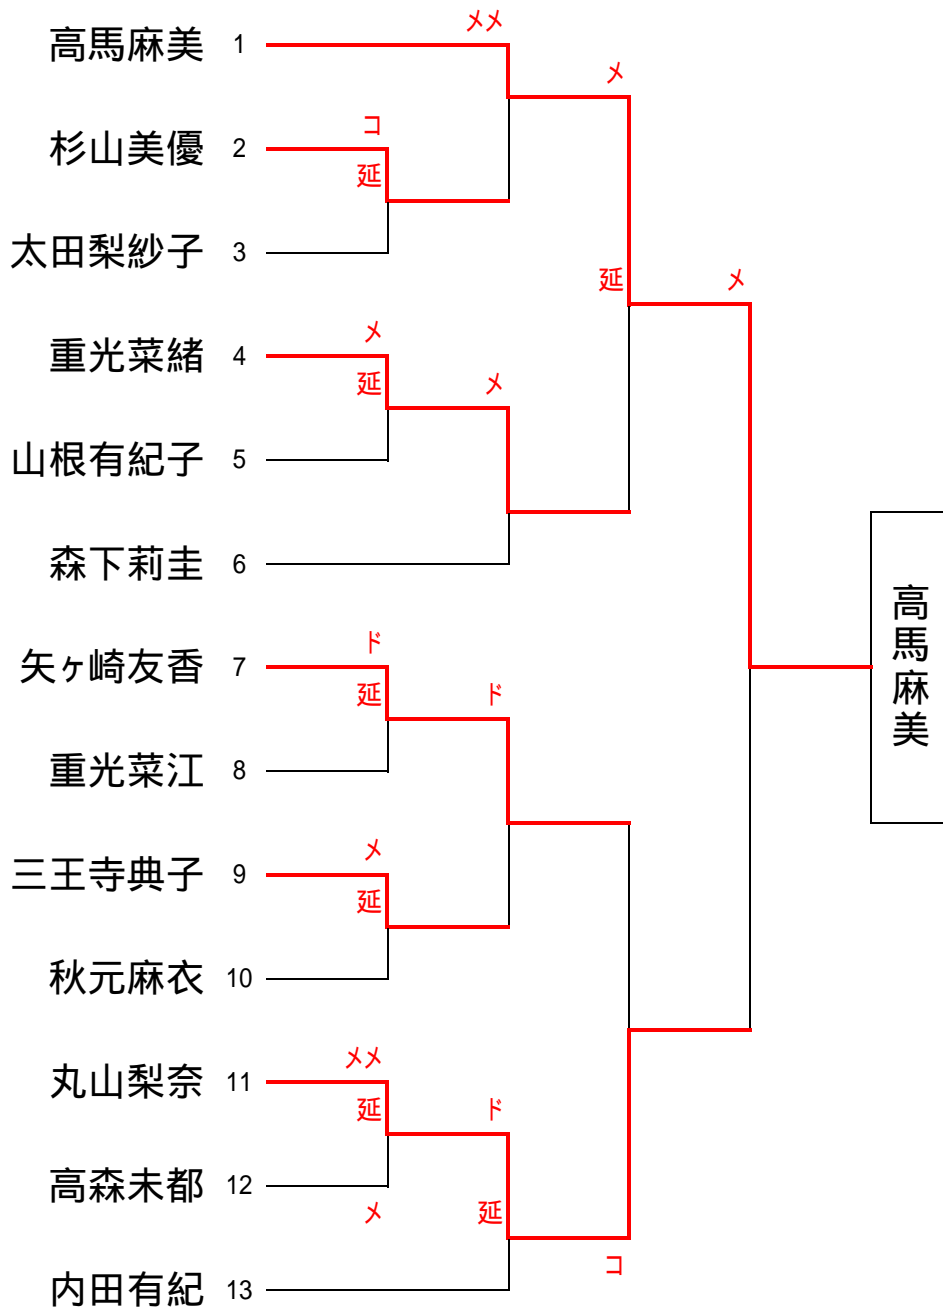 メメ
高馬麻美 1
メ
コ
杉山美優 2
延
太田梨紗子 3
延 メ
メ
重光菜緒 4
延 メ
山根有紀子 5
森下莉圭 6
高馬麻美
ド
矢ヶ崎友香 7
延 ド
重光菜江 8
メ
三王寺典子 9
延
秋元麻衣 10
メメ
丸山梨奈 11
延 ド
高森未都 12
メ 延
コ
内田有紀 13